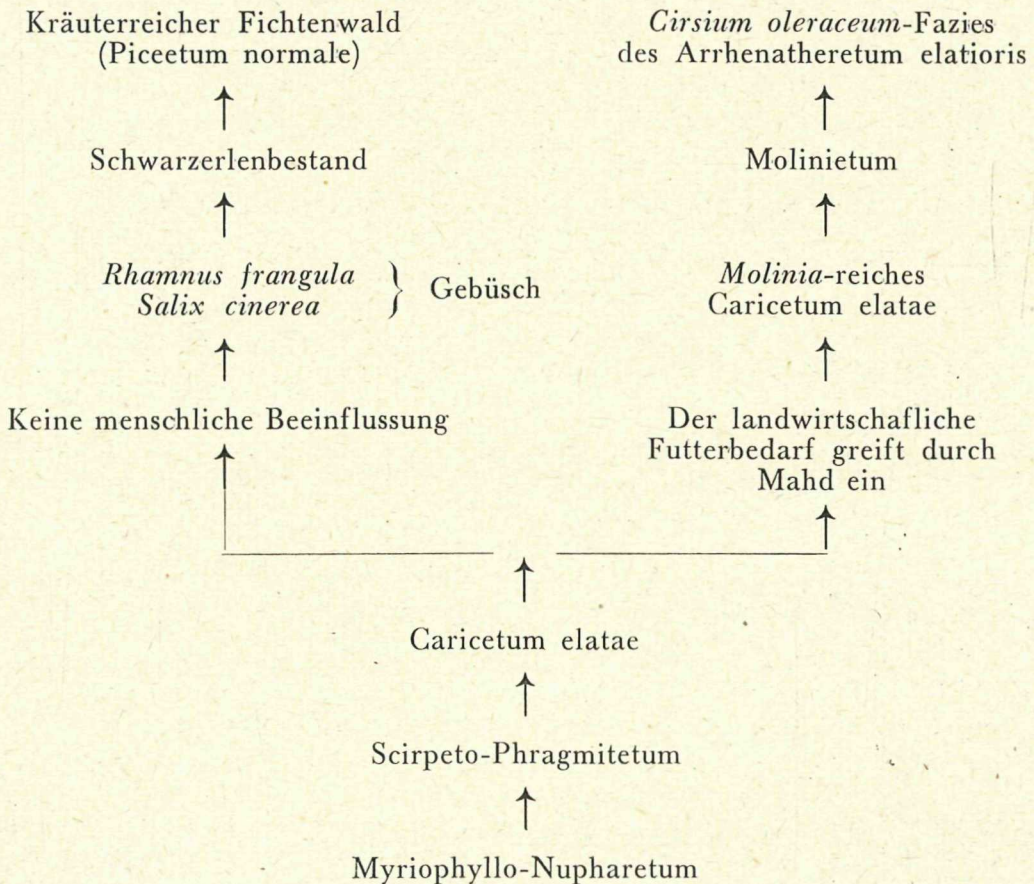 Kräuterreicher Fichtenwald
(Piceetum normale)
Cirsium oleraceum-Fazies
des Arrhenatheretum elatioris
Schwarzerlenbestand
Molinietum
Rhamnus frangula
Salix cinerea
} Gebüsch
Molinia-reiches
Caricetum elatae
Keine menschliche Beeinflussung
Der landwirtschafliche
Futterbedarf greift durch
Mahd ein
Caricetum elatae
Scirpeto-Phragmitetum
Myriophyllo-Nupharetum